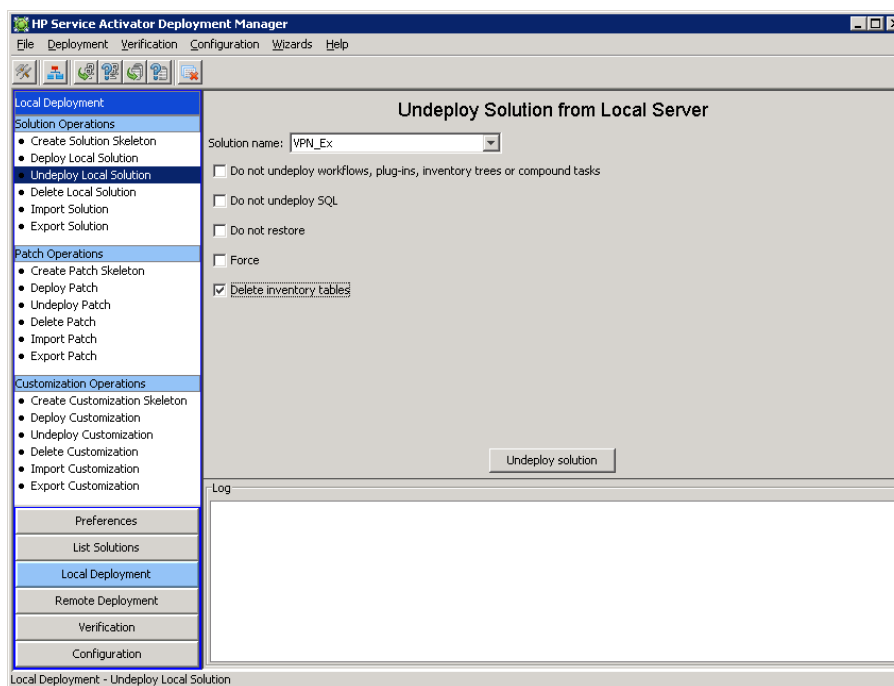 HP Service Activator Deployment Manager
File Deployment Verification Configuration Wizards Help
Local Deployment
Solution Operations
Create Solution Skeleton
Deploy Local Solution
Undeploy Local Solution
Delete Local Solution
Import Solution
Export Solution
Patch Operations
Create Patch Skeleton
Deploy Patch
Undeploy Patch
Delete Patch
Import Patch
Export Patch
Customization Operations
Create Customization Skeleton
Deploy Customization
Undeploy Customization
Delete Customization
Import Customization
Export Customization
Preferences
List Solutions
Local Deployment
Remote Deployment
Verification
Configuration
Undeploy Solution from Local Server
Solution name: VPN_Ex
Do not undeploy workflows, plug-ins, inventory trees or compound tasks
Do not undeploy SQL
Do not restore
Force
Delete inventory tables
Undeploy solution
Log
Local Deployment - Undeploy Local Solution